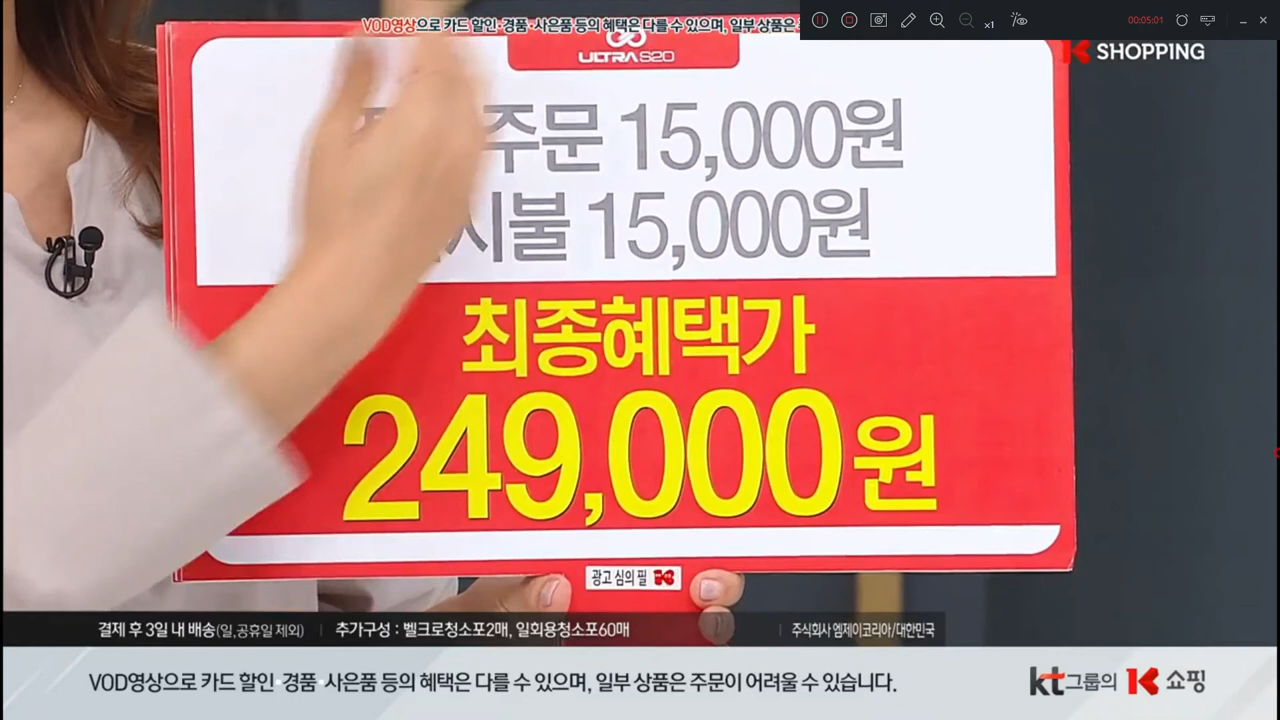 VOD영상으로 카드 할인·경품·사은품 등의 혜택은 다를 수 있으며, 일부 상품은
x1
00:05:01
SHOPPING
ULTRA S20
주문 15,000원
시불 15,000원
최종혜택가
249,000원
광고 심의 필
결제 후 3일 내 배송(일,공휴일 제외) 추가구성 : 벨크로청소포2매, 일회용청소포60매 주식회사 엠제이코리아/대한민국
VOD영상으로 카드 할인·경품·사은품 등의 혜택은 다를 수 있으며, 일부 상품은 주문이 어려울 수 있습니다.
kt그룹의 K 쇼핑